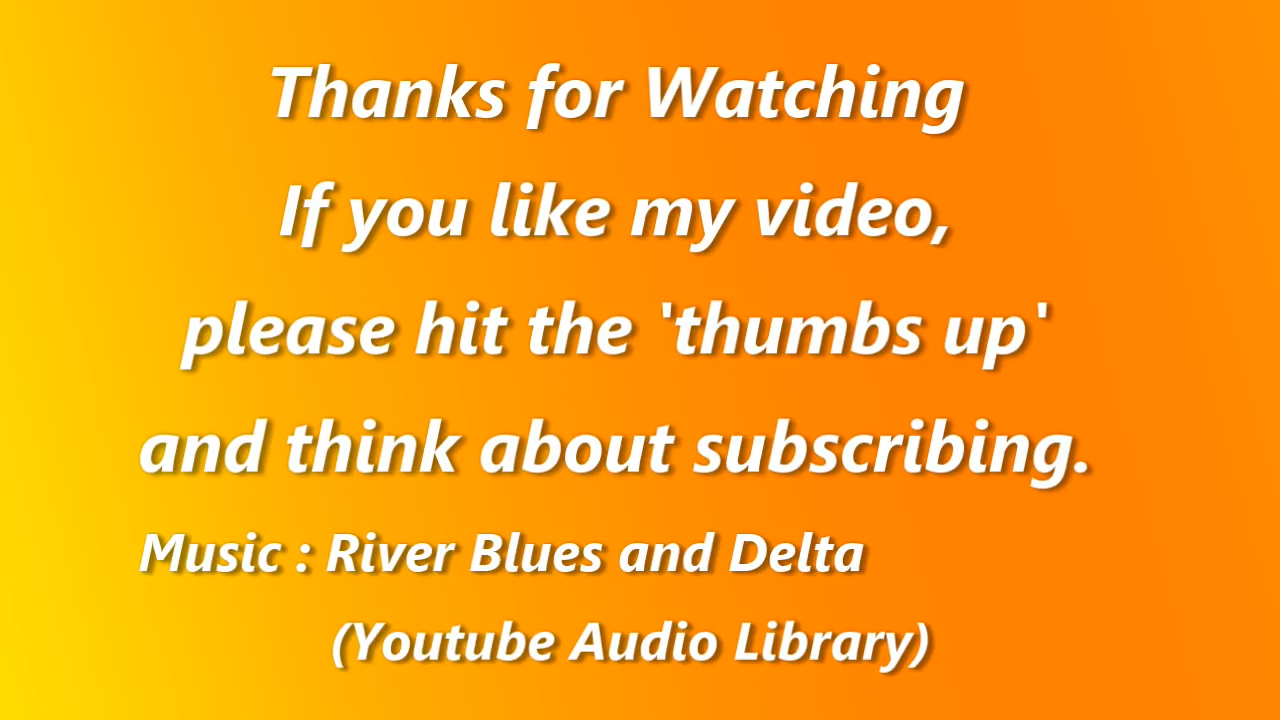 Thanks for Watching
If you like my video,
please hit the 'thumbs up'
and think about subscribing.
Music : River Blues and Delta
(Youtube Audio Library)